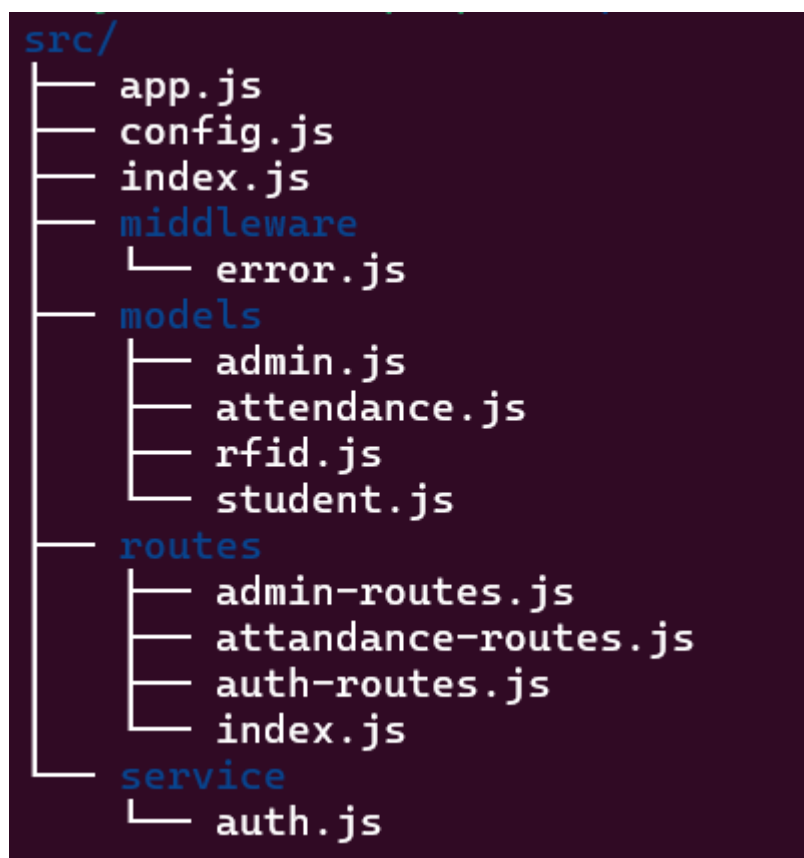 src/
├── app.js
├── config.js
├── index.js
├── middleware
│   └── error.js
├── models
│   ├── admin.js
│   ├── attendance.js
│   ├── rfid.js
│   └── student.js
├── routes
│   ├── admin-routes.js
│   ├── attandance-routes.js
│   ├── auth-routes.js
│   └── index.js
└── service
    └── auth.js